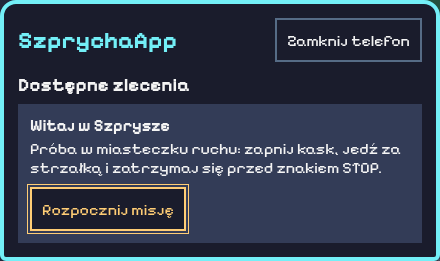 SzprychaApp
Zamknij telefon
Dostępne zlecenia
Witaj w Szprysze
Próba w miasteczku ruchu: zapnij kask, jedź za
strzałką i zatrzymaj się przed znakiem STOP.
Rozpocznij misję